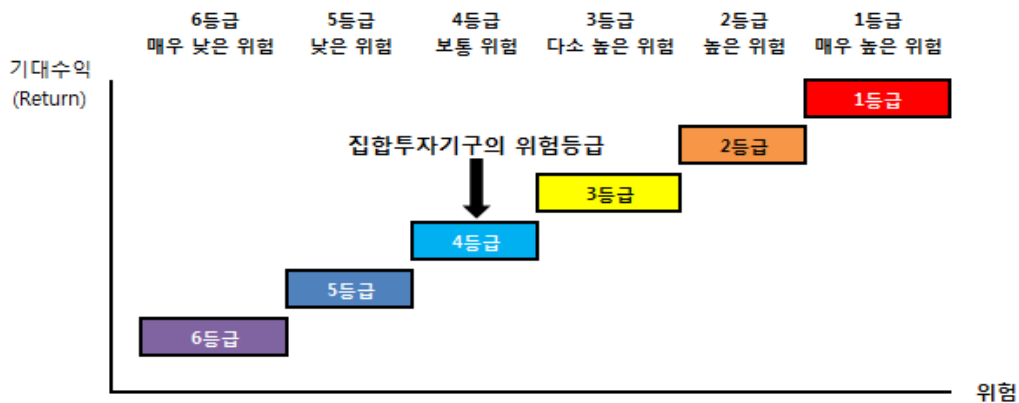 6등급 5등급 4등급 3등급 2등급 1등급
매우 낮은 위험 낮은 위험 보통 위험 다소 높은 위험 높은 위험 매우 높은 위험
기대수익
(Return)
1등급
집합투자기구의 위험등급
2등급
3등급
4등급
5등급
6등급
위험